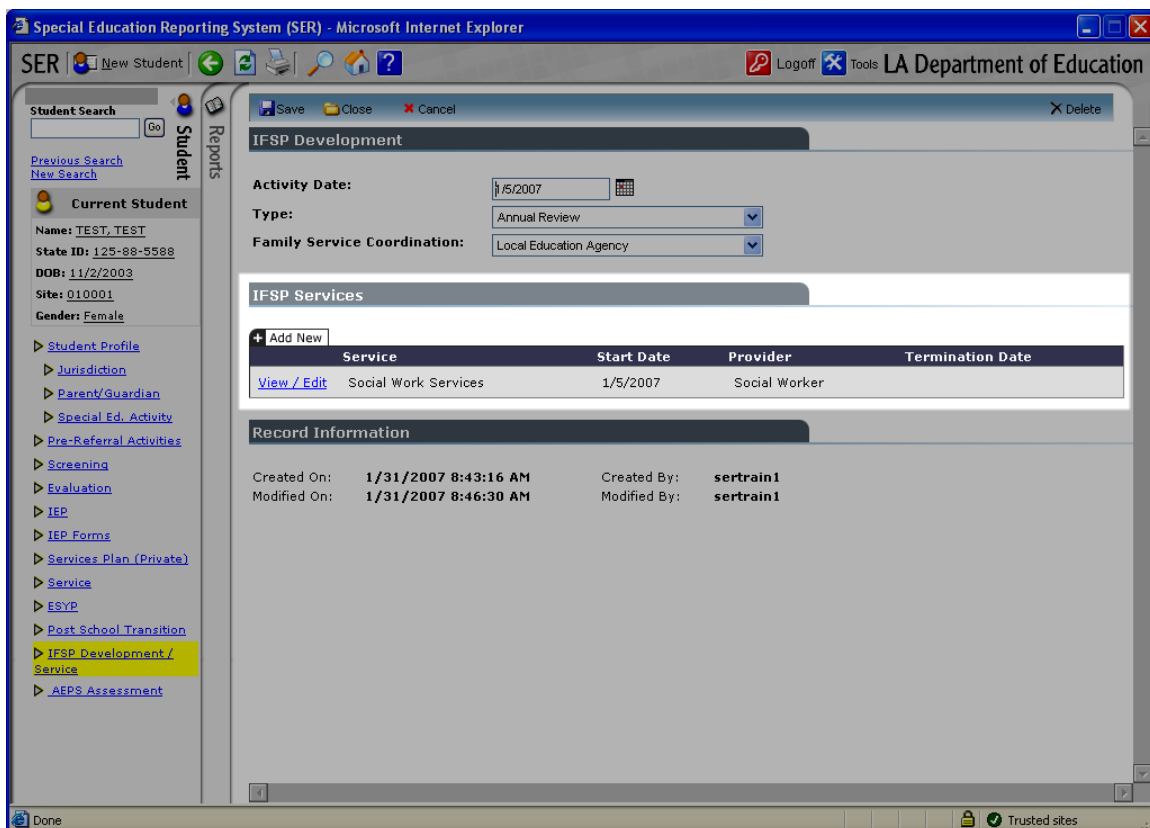 Special Education Reporting System (SER) - Microsoft Internet Explorer
SER New Student Logoff Tools LA Department of Education
Student Search
Go
Previous Search
New Search
Student
Reports
Current Student
Name: TEST, TEST
State ID: 125-88-5588
DOB: 11/2/2003
Site: 010001
Gender: Female
Student Profile
Jurisdiction
Parent/Guardian
Special Ed. Activity
Pre-Referral Activities
Screening
Evaluation
IEP
IEP Forms
Services Plan (Private)
Service
ESYP
Post School Transition
IFSP Development /
Service
AEPS Assessment
Save Close Cancel Delete
IFSP Development
Activity Date: 1/5/2007
Type: Annual Review
Family Service Coordination: Local Education Agency
IFSP Services
Add New
Service Start Date Provider Termination Date
View / Edit Social Work Services 1/5/2007 Social Worker
Record Information
Created On: 1/31/2007 8:43:16 AM Created By: sertrain1
Modified On: 1/31/2007 8:46:30 AM Modified By: sertrain1
Done Trusted sites